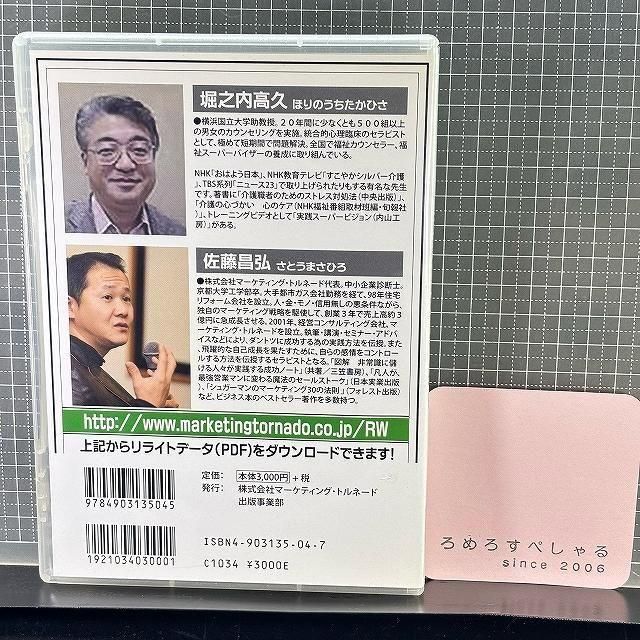 堀之内高久 ほりのうちたかひさ
●横浜国立大学助教授。20年間に少なくとも500組以上
の男女のカウンセリングを実施。統合的心理臨床のセラピスト
として、極めて短期間で問題解決。全国で福祉カウンセラー、福
祉スーパーバイザーの養成に取り組んでいる。
NHK「おはよう日本」、NHK教育テレビ「すこやかシルバー介護
」、TBS系列「ニュース23」で取り上げられたりもする有名な先生
です。著書に「介護職者のためのストレス対処法(中央出版)」、
「介護の心づかい 心のケア(NHK福祉番組取材班編・旬報社
)」、トレーニングビデオとして「実践スーパービジョン(内山工
房)」がある。
佐藤昌弘 さとうまさひろ
●株式会社マーケティング・トルネード代表。中小企業診断士。
京都大学工学部卒。大手都市ガス会社勤務を経て、98年住宅
リフォーム会社を設立。人・金・モノ・信用無しの悪条件ながら、
独自のマーケティング戦略を駆使して、創業3年で売上高約3
億円に急成長させる。2001年、経営コンサルティング会社、マ
ーケティング・トルネードを設立。執筆・講演・セミナー・アドバ
イスなどにより、ダントツに成功する為の実践方法を伝授。また
、飛躍的な自己成長を果たすために、自らの感情をコントロール
する方法を伝授するセラピストとなる。「図解 非常識に儲
ける人々が実践する成功ノート」(共著/三笠書房)、「凡人が、
最強営業マンに変わる魔法のセールストーク」(日本実業出版)、
「シュガーマンのマーケティング30の法則」(フォレスト出版)
など、ビジネス本のベストセラー著作を多数持つ。
http://www.marketingtornado.co.jp/RW
上記からリライトデータ(PDF)をダウンロードできます!
9784903135045
定価: 本体3,000円+税
発行: 株式会社マーケティング・トルネード
出版事業部
1921034030001
ISBN4-903135-04-7
C1034 ¥3000E
ろめろすぺしゃる
since 2006